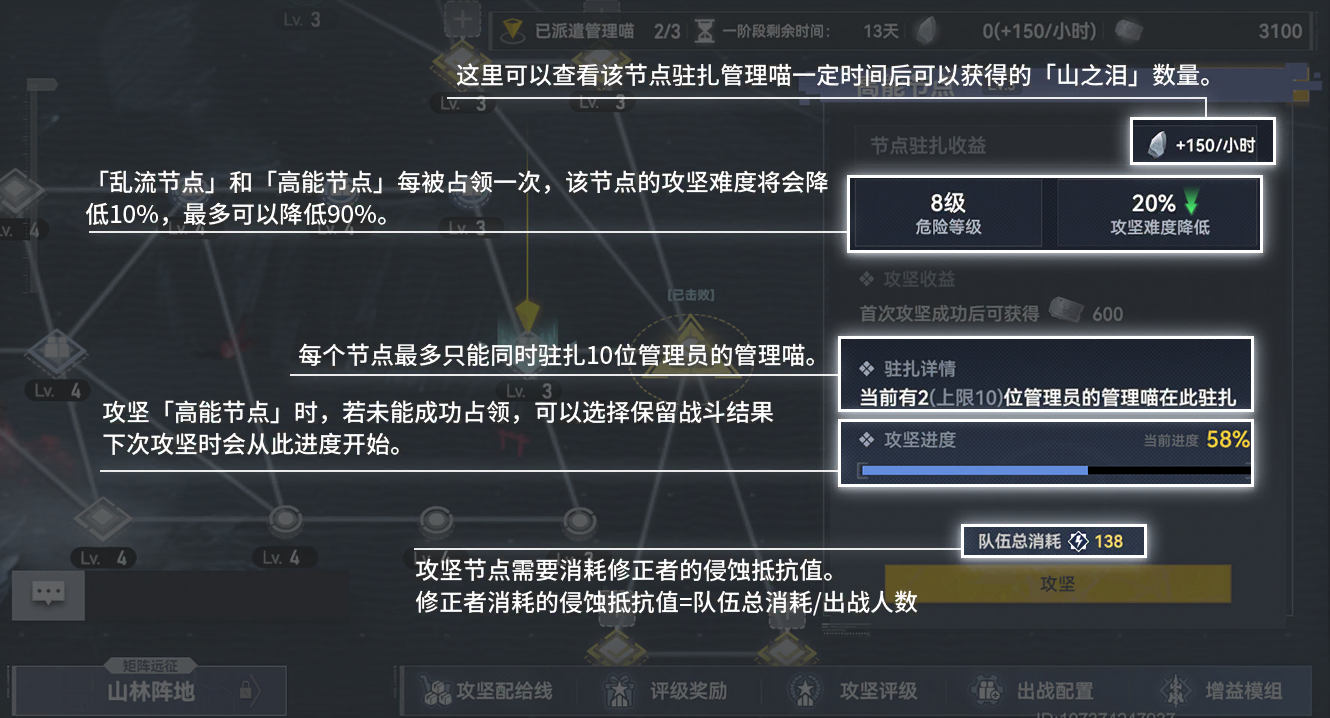 Lv. 3
已派遣管理喵 2/3 一阶段剩余时间： 13天 0(+150/小时) 3100
这里可以查看该节点驻扎管理喵一定时间后可以获得的「山之泪」数量。
高能节点 Lv.3
Lv. 3
Lv. 3
节点驻扎收益 +150/小时
「乱流节点」和「高能节点」每被占领一次，该节点的攻坚难度将会降
低10%，最多可以降低90%。
8级
危险等级
20%
攻坚难度降低
Lv. 4
Lv. 4
Lv. 4
Lv. 3
攻坚收益
[已击败]
首次攻坚成功后可获得 600
每个节点最多只能同时驻扎10位管理员的管理喵。
驻扎详情
当前有2(上限10)位管理员的管理喵在此驻扎
Lv. 4
Lv. 3
攻坚「高能节点」时，若未能成功占领，可以选择保留战斗结果
下次攻坚时会从此进度开始。
攻坚进度 当前进度 58%
队伍总消耗 138
Lv. 4
Lv. 4
Lv. 4
攻坚节点需要消耗修正者的侵蚀抵抗值。
修正者消耗的侵蚀抵抗值=队伍总消耗/出战人数
攻坚
矩阵远征
山林阵地
攻坚配给线
评级奖励
攻坚评级
出战配置
增益模组